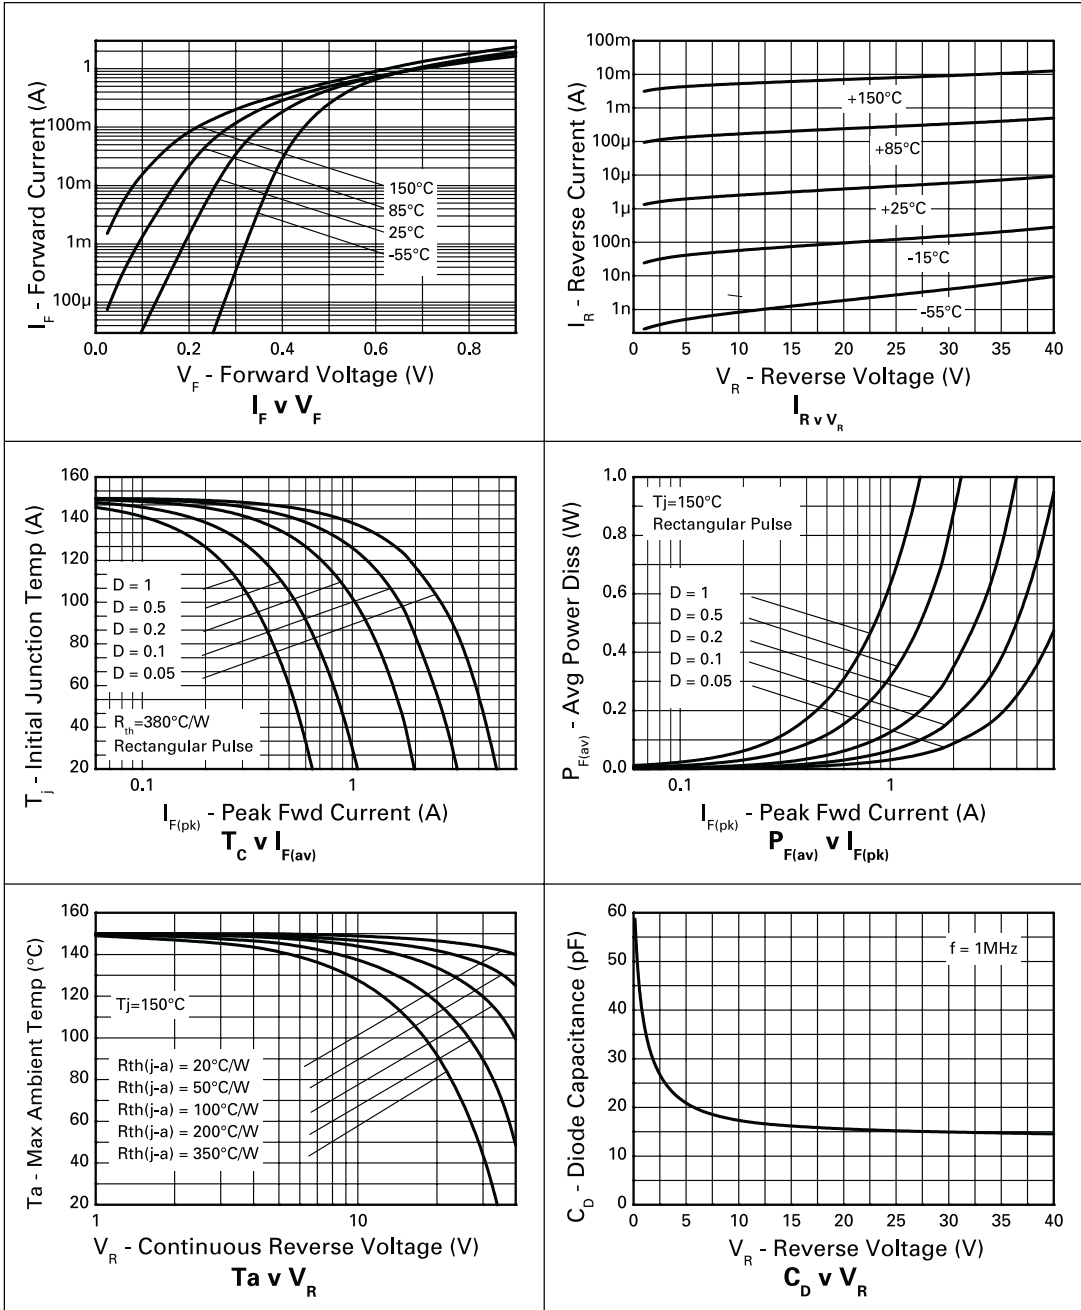 I_F - Forward Current (A)
1
100m
10m
1m
100µ
150°C
85°C
25°C
-55°C
0.0 0.2 0.4 0.6 0.8
V_F - Forward Voltage (V)
I_F v V_F
I_R - Reverse Current (A)
100m
10m
1m
100µ
10µ
1µ
100n
10n
1n
+150°C
+85°C
+25°C
-15°C
-55°C
0 5 10 15 20 25 30 35 40
V_R - Reverse Voltage (V)
I_R v V_R
T_j - Initial Junction Temp (A)
160
140
120
100
80
60
40
20
D = 1
D = 0.5
D = 0.2
D = 0.1
D = 0.05
R_th=380°C/W
Rectangular Pulse
0.1 1
I_F(pk) - Peak Fwd Current (A)
T_C v I_F(av)
P_F(av) - Avg Power Diss (W)
1.0
0.8
0.6
0.4
0.2
0.0
Tj=150°C
Rectangular Pulse
D = 1
D = 0.5
D = 0.2
D = 0.1
D = 0.05
0.1 1
I_F(pk) - Peak Fwd Current (A)
P_F(av) v I_F(pk)
Ta - Max Ambient Temp (°C)
160
140
120
100
80
60
40
20
Tj=150°C
Rth(j-a) = 20°C/W
Rth(j-a) = 50°C/W
Rth(j-a) = 100°C/W
Rth(j-a) = 200°C/W
Rth(j-a) = 350°C/W
1 10
V_R - Continuous Reverse Voltage (V)
Ta v V_R
C_D - Diode Capacitance (pF)
60
50
40
30
20
10
0
f = 1MHz
0 5 10 15 20 25 30 35 40
V_R - Reverse Voltage (V)
C_D v V_R